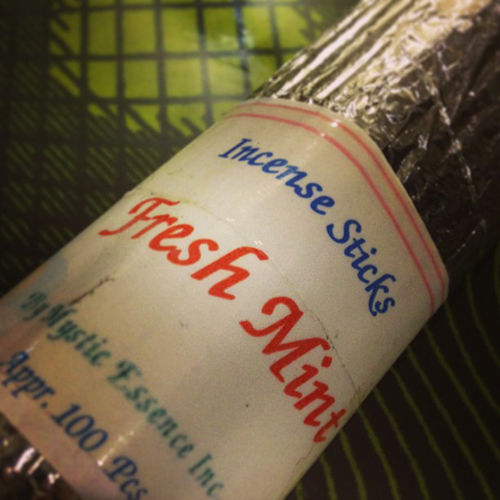 Incense Sticks
Fresh Mint
By Mystic Essence Inc.
Appr. 100 Pcs